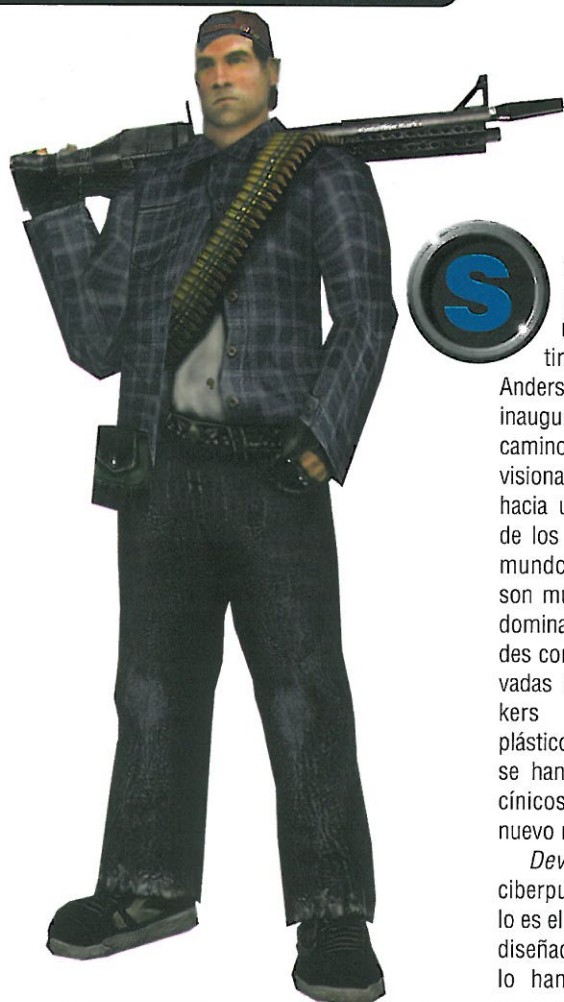 S
tir
Anders
inaugu
camino
visiona
hacia u
de los
mundo
son mu
domina
des cor
vadas
kers
plástico
se han
cínicos
nuevo
Dev
ciberpu
lo es el
diseñad
lo han